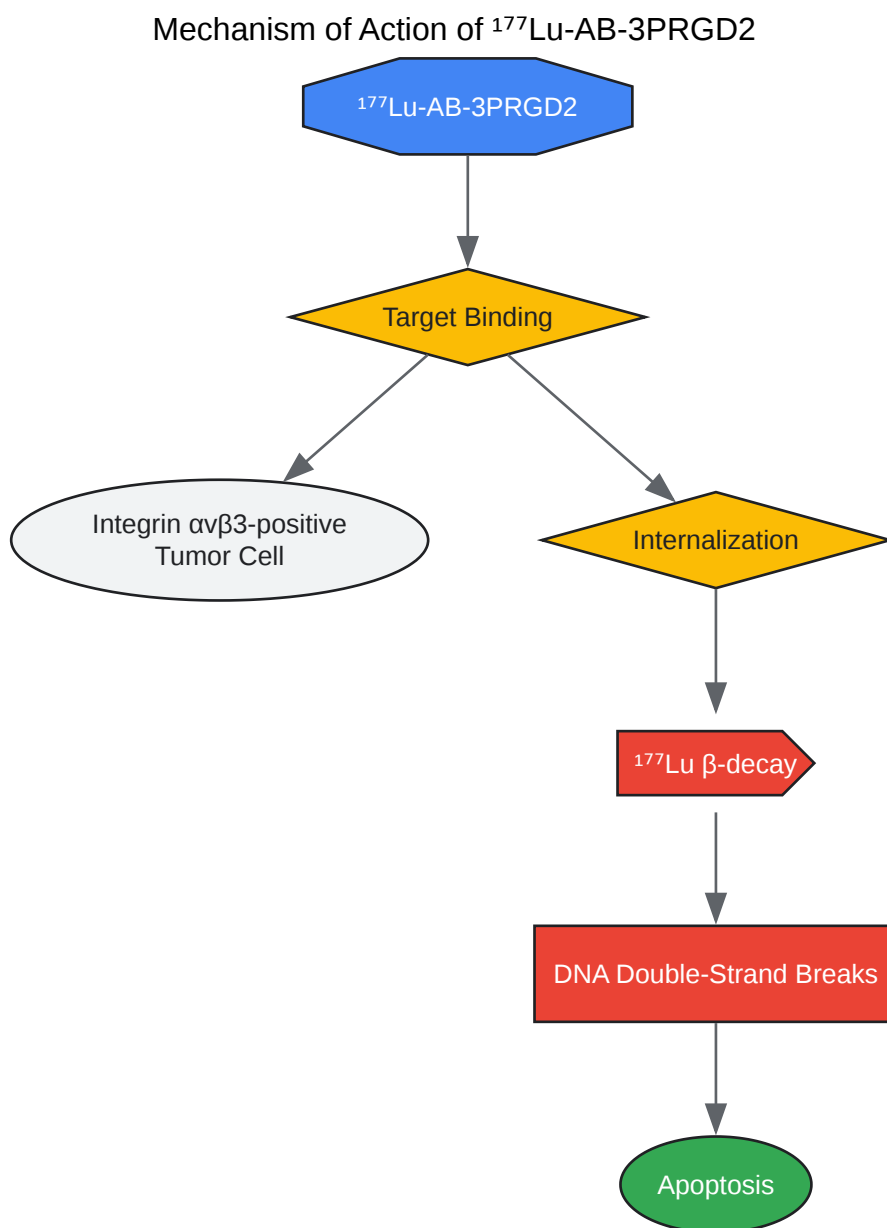 Mechanism of Action of ¹⁷⁷Lu-AB-3PRGD2
¹⁷⁷Lu-AB-3PRGD2
Target Binding
Integrin αvβ3-positive
Tumor Cell
Internalization
¹⁷⁷Lu β-decay
DNA Double-Strand Breaks
Apoptosis